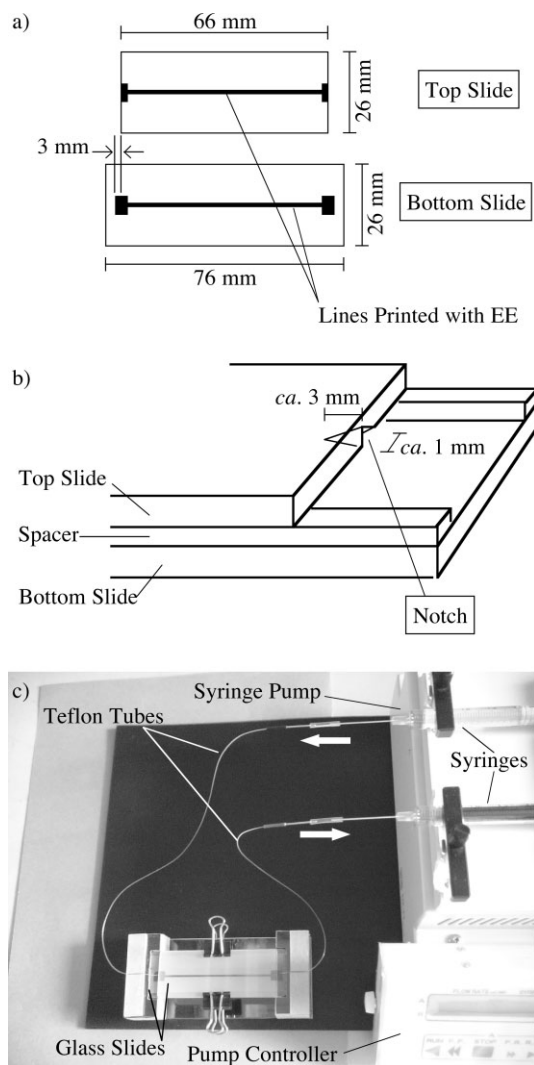 a)
66 mm
26 mm
Top Slide
3 mm
26 mm
Bottom Slide
76 mm
Lines Printed with EE
b)
ca. 3 mm
ca. 1 mm
Top Slide
Spacer
Bottom Slide
Notch
c)
Syringe Pump
Teflon Tubes
Syringes
Glass Slides
Pump Controller